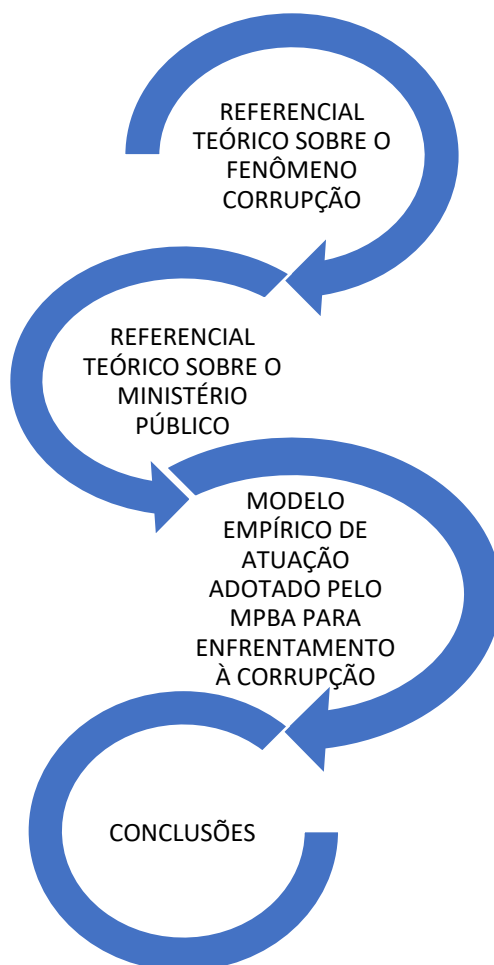 REFERENCIAL
TEÓRICO SOBRE O
FENÔMENO
CORRUPÇÃO
REFERENCIAL
TEÓRICO SOBRE O
MINISTÉRIO
PÚBLICO
MODELO
EMPÍRICO DE
ATUAÇÃO
ADOTADO PELO
MPBA PARA
ENFRENTAMENTO
À CORRUPÇÃO
CONCLUSÕES